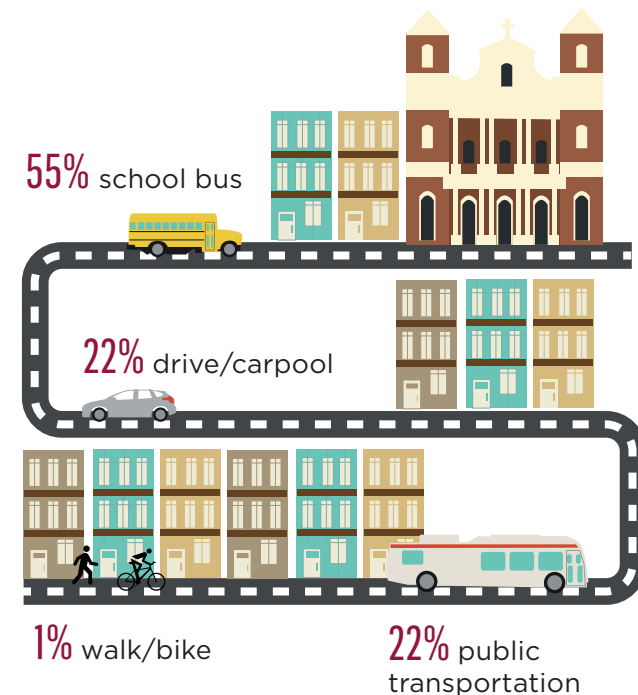 55% school bus
22% drive/carpool
1% walk/bike
22% public
transportation